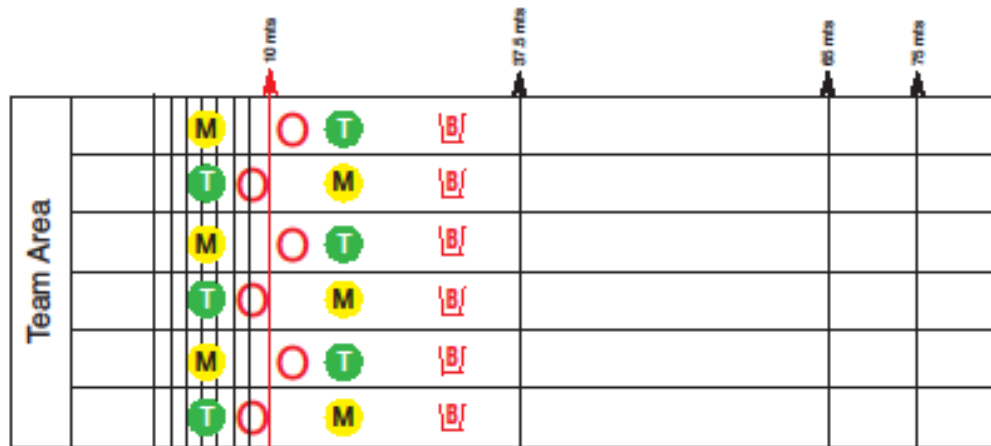 10 mts
37.5 mts
65 mts
75 mts
Team Area
M O T B
T O M B
M O T B
T O M B
M O T B
T O M B